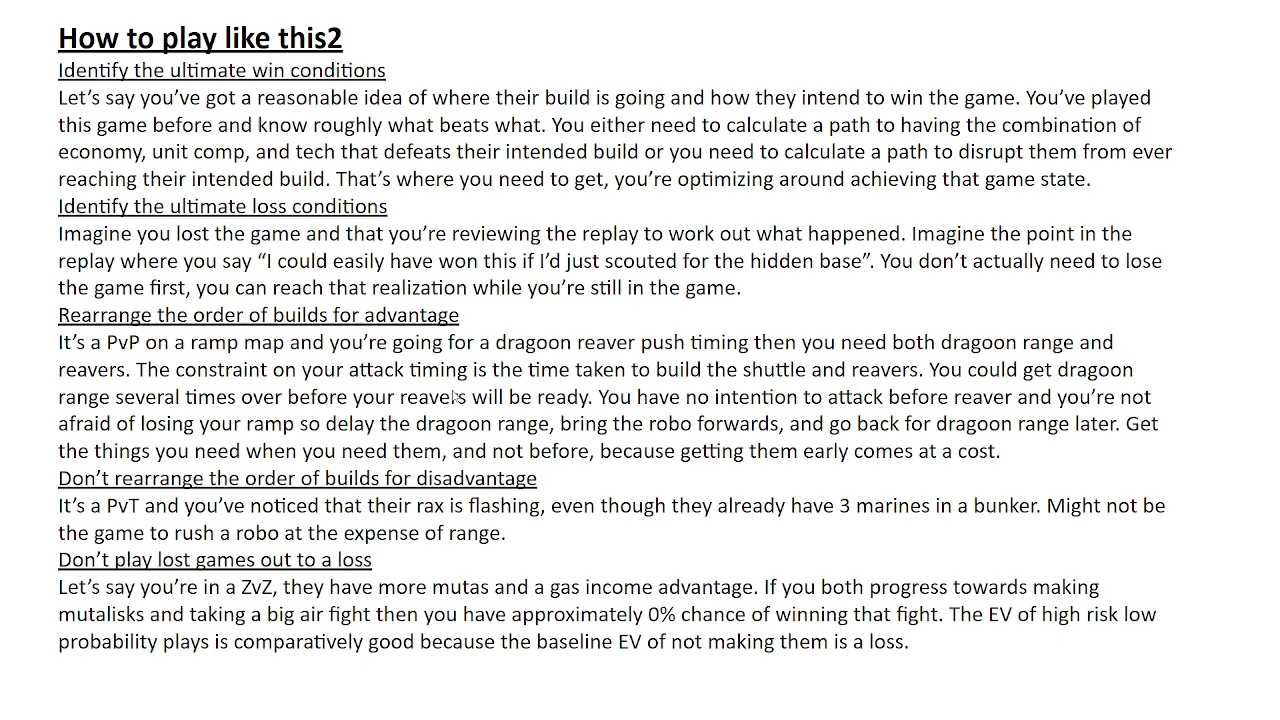 How to play like this2
Identify the ultimate win conditions
Let's say you've got a reasonable idea of where their build is going and how they intend to win the game. You've played
this game before and know roughly what beats what. You either need to calculate a path to having the combination of
economy, unit comp, and tech that defeats their intended build or you need to calculate a path to disrupt them from ever
reaching their intended build. That's where you need to get, you're optimizing around achieving that game state.
Identify the ultimate loss conditions
Imagine you lost the game and that you're reviewing the replay to work out what happened. Imagine the point in the
replay where you say “I could easily have won this if I'd just scouted for the hidden base”. You don't actually need to lose
the game first, you can reach that realization while you're still in the game.
Rearrange the order of builds for advantage
It's a PvP on a ramp map and you're going for a dragoon reaver push timing then you need both dragoon range and
reavers. The constraint on your attack timing is the time taken to build the shuttle and reavers. You could get dragoon
range several times over before your reavers will be ready. You have no intention to attack before reaver and you're not
afraid of losing your ramp so delay the dragoon range, bring the robo forwards, and go back for dragoon range later. Get
the things you need when you need them, and not before, because getting them early comes at a cost.
Don't rearrange the order of builds for disadvantage
It's a PvT and you've noticed that their rax is flashing, even though they already have 3 marines in a bunker. Might not be
the game to rush a robo at the expense of range.
Don't play lost games out to a loss
Let's say you're in a ZvZ, they have more mutas and a gas income advantage. If you both progress towards making
mutalisks and taking a big air fight then you have approximately 0% chance of winning that fight. The EV of high risk low
probability plays is comparatively good because the baseline EV of not making them is a loss.